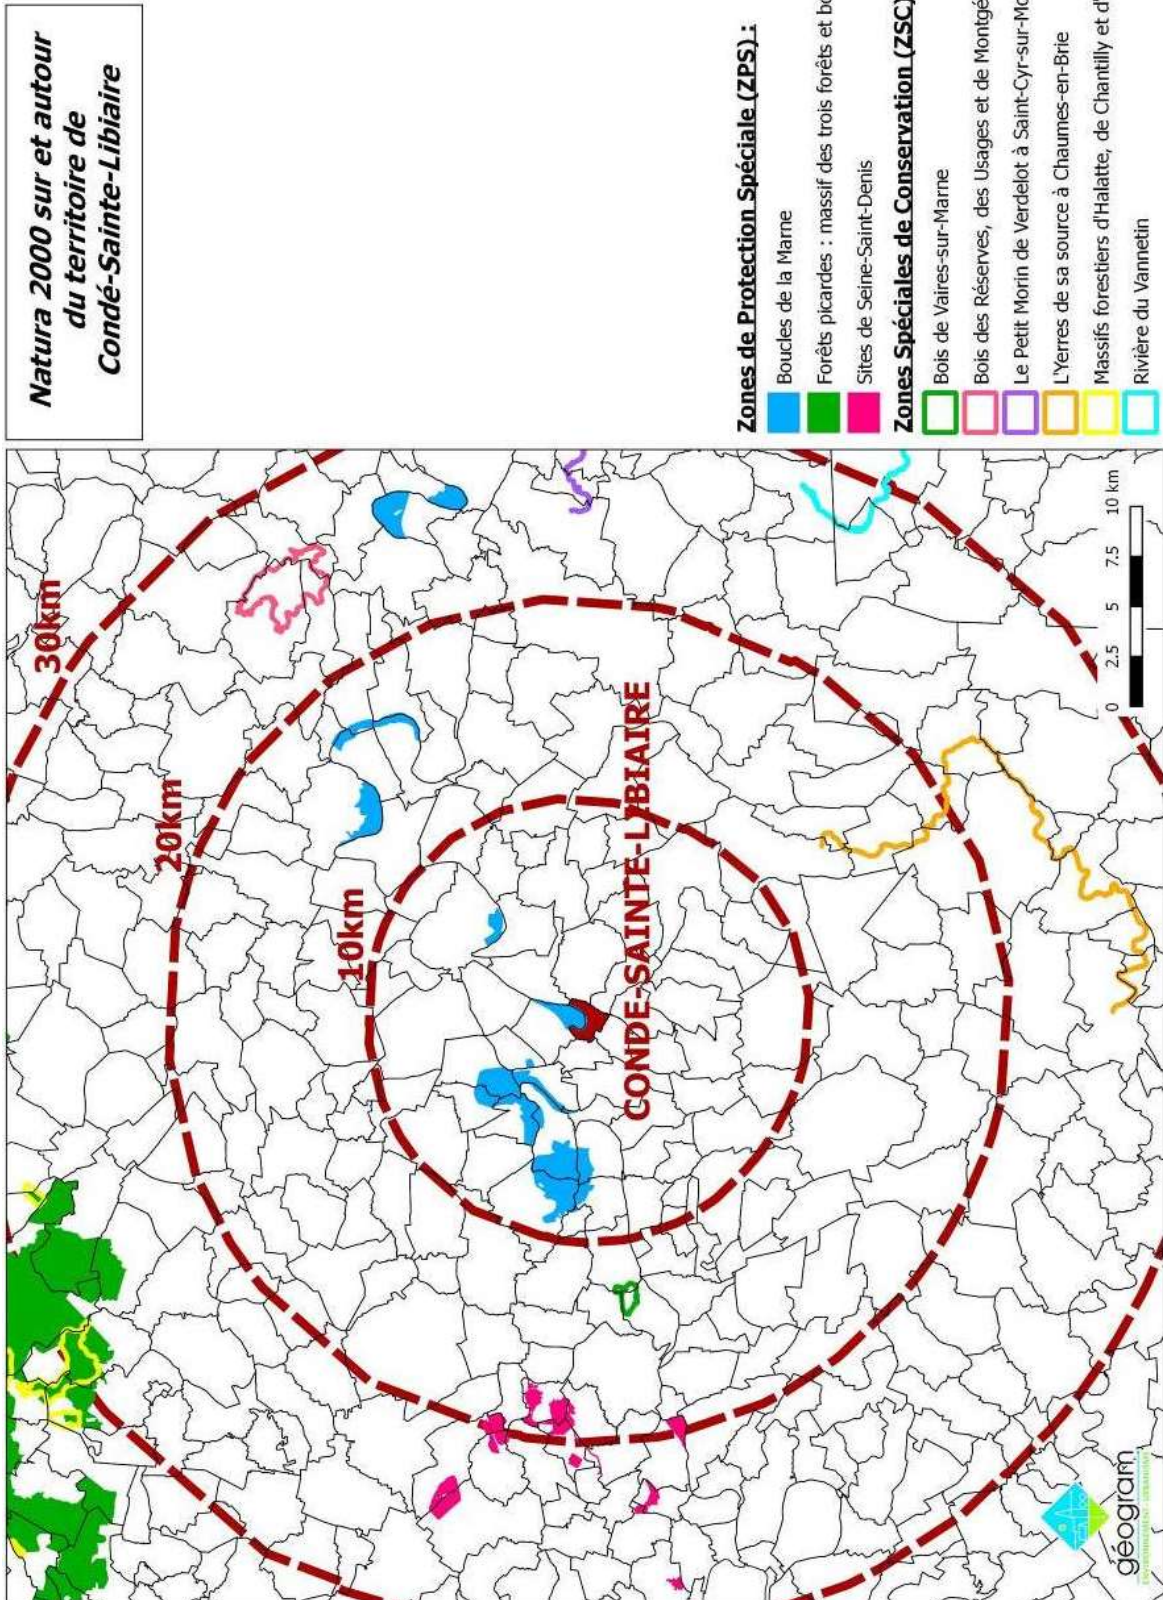 Natura 2000 sur et autour
du territoire de
Condé-Sainte-Libiaire
30km
20km
10km
CONDE-SAINTE-LIBIAIRE
Zones de Protection Spéciale (ZPS) :
Boucles de la Marne
Forêts picardes : massif des trois forêts et bo
Sites de Seine-Saint-Denis
Zones Spéciales de Conservation (ZSC)
Bois de Vaires-sur-Marne
Bois des Réserves, des Usages et de Montgé
Le Petit Morin de Verdelot à Saint-Cyr-sur-Mo
L'Yerres de sa source à Chaumes-en-Brie
Massifs forestiers d'Halatte, de Chantilly et d'
Rivière du Vannetin
0 2.5 5 7.5 10 km
géogram
ENVIRONNEMENT - URBANISME